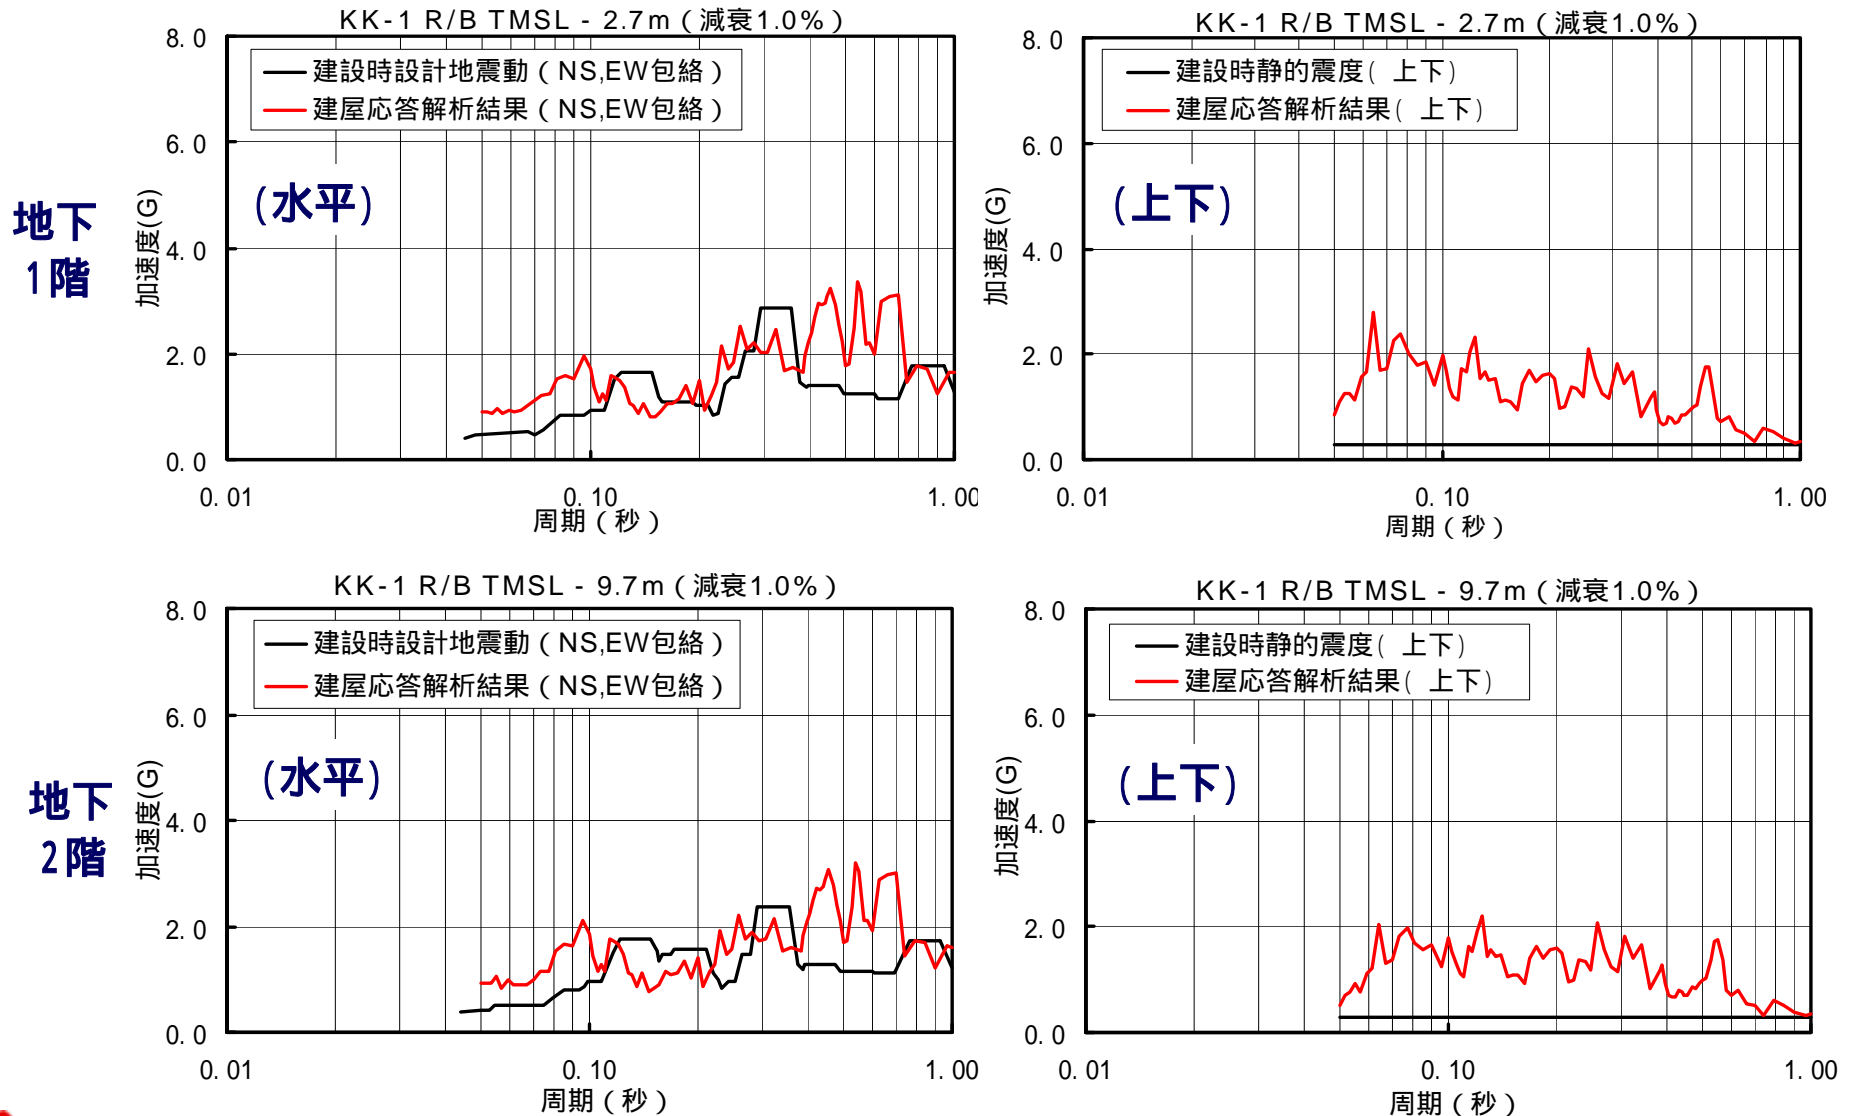 KK-1 R/B TMSL - 2.7m（減衰1.0%）
8.0
建設時設計地震動（NS,EW包絡）
建屋応答解析結果（NS,EW包絡）
6.0
(水平)
地下
1階
加速度(G)
4.0
2.0
0.0
0.01
0.10
1.00
周期（秒）
KK-1 R/B TMSL - 2.7m（減衰1.0%）
8.0
建設時静的震度( 上下)
建屋応答解析結果( 上下)
6.0
(上下)
加速度(G)
4.0
2.0
0.0
0.01
0.10
1.00
周期（秒）
KK-1 R/B TMSL - 9.7m（減衰1.0%）
8.0
建設時設計地震動（NS,EW包絡）
建屋応答解析結果（NS,EW包絡）
6.0
(水平)
地下
2階
加速度(G)
4.0
2.0
0.0
0.01
0.10
1.00
周期（秒）
KK-1 R/B TMSL - 9.7m（減衰1.0%）
8.0
建設時静的震度( 上下)
建屋応答解析結果( 上下)
6.0
(上下)
加速度(G)
4.0
2.0
0.0
0.01
0.10
1.00
周期（秒）